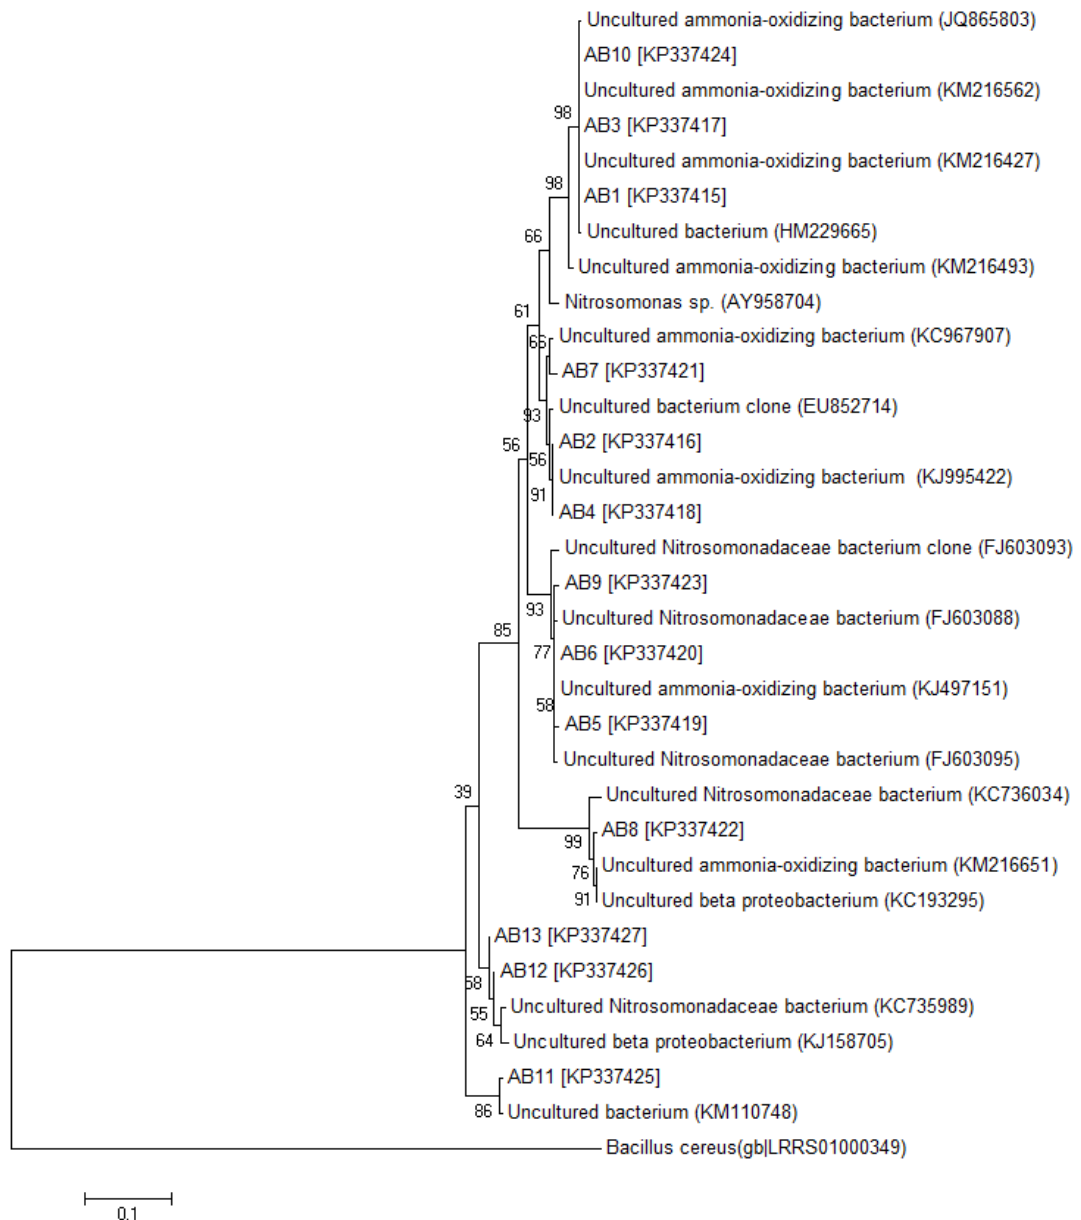 Uncultured ammonia-oxidizing bacterium (JQ865803)
AB10 [KP337424]
Uncultured ammonia-oxidizing bacterium (KM216562)
98
AB3 [KP337417]
Uncultured ammonia-oxidizing bacterium (KM216427)
98
AB1 [KP337415]
Uncultured bacterium (HM229665)
66
Uncultured ammonia-oxidizing bacterium (KM216493)
Nitrosomonas sp. (AY958704)
61
Uncultured ammonia-oxidizing bacterium (KC967907)
66
AB7 [KP337421]
Uncultured bacterium clone (EU852714)
93
AB2 [KP337416]
56
56
Uncultured ammonia-oxidizing bacterium (KJ995422)
91
AB4 [KP337418]
Uncultured Nitrosomonadaceae bacterium clone (FJ603093)
AB9 [KP337423]
93
Uncultured Nitrosomonadaceae bacterium (FJ603088)
85
AB6 [KP337420]
77
Uncultured ammonia-oxidizing bacterium (KJ497151)
58
AB5 [KP337419]
Uncultured Nitrosomonadaceae bacterium (FJ603095)
39
Uncultured Nitrosomonadaceae bacterium (KC736034)
AB8 [KP337422]
99
Uncultured ammonia-oxidizing bacterium (KM216651)
76
Uncultured beta proteobacterium (KC193295)
91
AB13 [KP337427]
AB12 [KP337426]
58
Uncultured Nitrosomonadaceae bacterium (KC735989)
55
Uncultured beta proteobacterium (KJ158705)
64
AB11 [KP337425]
Uncultured bacterium (KM110748)
86
Bacillus cereus(gb|LRRS01000349)
0.1